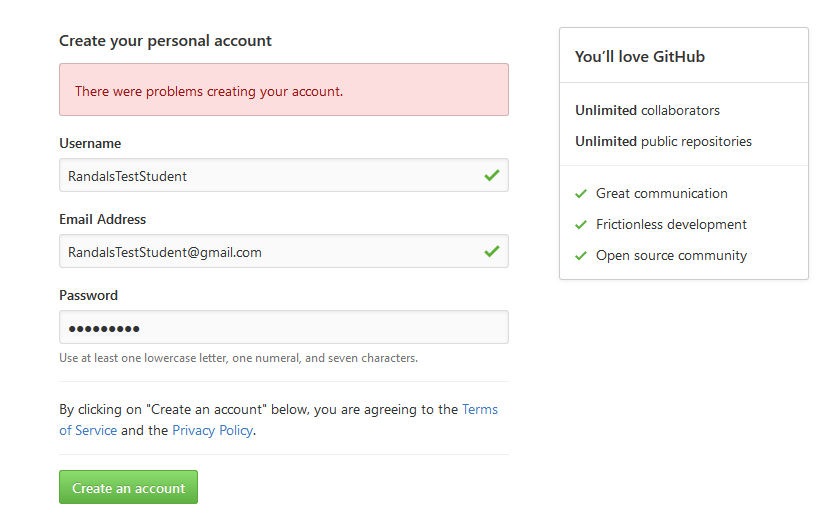 Create your personal account
There were problems creating your account.
Username
RandalsTestStudent
Email Address
RandalsTestStudent@gmail.com
Password
●●●●●●●●●
Use at least one lowercase letter, one numeral, and seven characters.
By clicking on "Create an account" below, you are agreeing to the Terms
of Service and the Privacy Policy.
Create an account
You'll love GitHub
Unlimited collaborators
Unlimited public repositories
Great communication
Frictionless development
Open source community